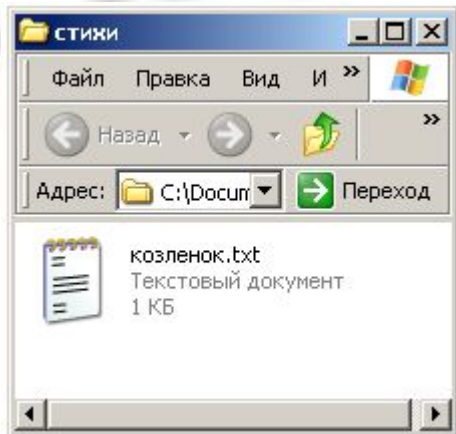 стихи
Файл Правка Вид И »
Назад »
Адрес: C:\Docum Переход
козленок.txt
Текстовый документ
1 КБ